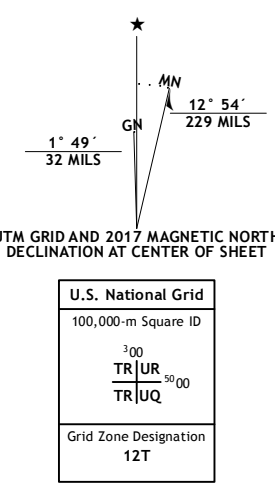 ★
MN
GN
12° 54´
229 MILS
1° 49´
32 MILS
UTM GRID AND 2017 MAGNETIC NORTH
DECLINATION AT CENTER OF SHEET
U.S. National Grid
100,000-m Square ID
³00
TR UR
⁵⁰00
TR UQ
Grid Zone Designation
12T